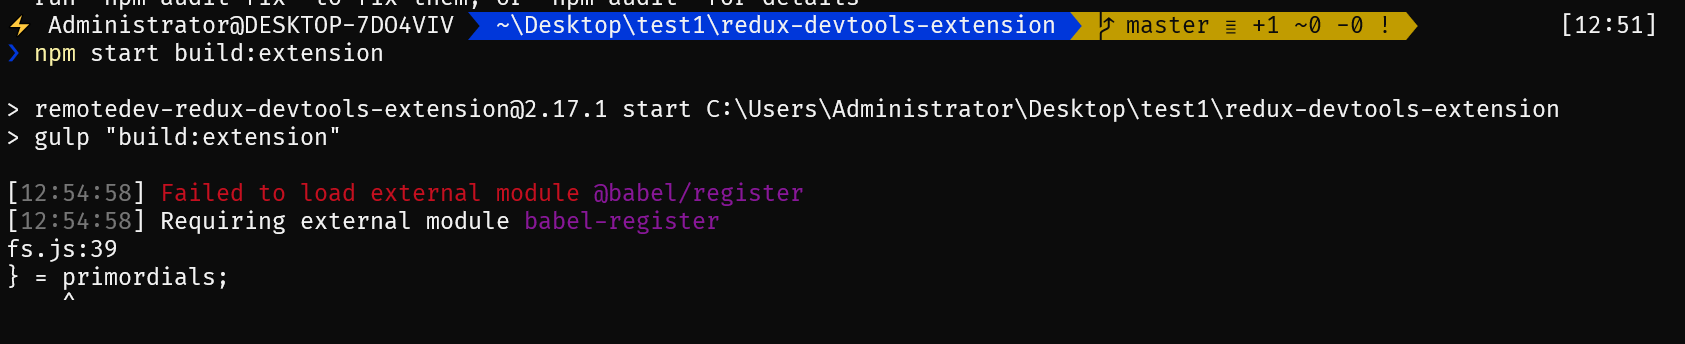 run `npm audit fix` to fix them, or `npm audit` for details
⚡ Administrator@DESKTOP-7DO4VIV ~\Desktop\test1\redux-devtools-extension master ≡ +1 ~0 -0 ! [12:51]
❯ npm start build:extension
> remotedev-redux-devtools-extension@2.17.1 start C:\Users\Administrator\Desktop\test1\redux-devtools-extension
> gulp "build:extension"
[12:54:58] Failed to load external module @babel/register
[12:54:58] Requiring external module babel-register
fs.js:39
} = primordials;
^